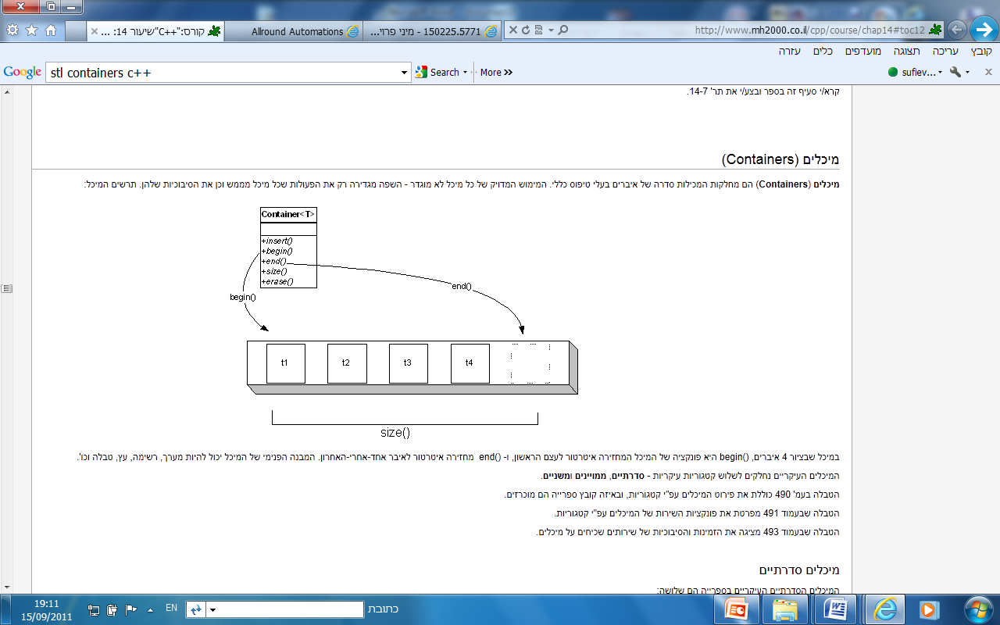 קורס:"C++"שיעור 14: ...
Allround Automations
150225.5771 - מיני פרוי...
http://www.mh2000.co.il/cpp/course/chap14#toc12
קובץ עריכה תצוגה מועדפים כלים עזרה
Google
stl containers c++
Search
More »
sufiev...
קרא/י סעיף זה בספר ובצע/י את תר' 14-7.
מיכלים (Containers)
מיכלים (Containers) הם מחלקות המכילות סדרה של איברים בעלי טיפוס כללי. המימוש המדויק של כל מיכל לא מוגדר - השפה מגדירה רק את הפעולות שכל מיכל מממש וכן את הסיבוכיות שלהן. תרשים המיכל:
Container<T>
+insert()
+begin()
+end()
+size()
+erase()
begin()
end()
t1
t2
t3
t4
size()
במיכל שבציור 4 איברים, begin() היא פונקציה של המיכל המחזירה איטרטור לעצם הראשון, ו- end() מחזירה איטרטור לאיבר אחד-אחרי-האחרון. המבנה הפנימי של המיכל יכול להיות מערך, רשימה, עץ, טבלה וכו'.
המיכלים העיקריים נחלקים לשלוש קטגוריות עיקריות - סדרתיים, ממויינים ומשניים.
הטבלה בעמ' 490 כוללת את פירוט המיכלים עפ"י קטגוריות, ובאיזה קובץ ספרייה הם מוכרזים.
הטבלה שבעמוד 491 מפרטת את פונקציות השירות של המיכלים עפ"י קטגוריות.
הטבלה שבעמוד 493 מציגה את הזמינות והסיבוכיות של שירותים שכיחים על מיכלים.
מיכלים סדרתיים
המיכלים הסדרתיים העיקריים בספרייה הם שלושה:
19:11
15/09/2011
EN
כתובת